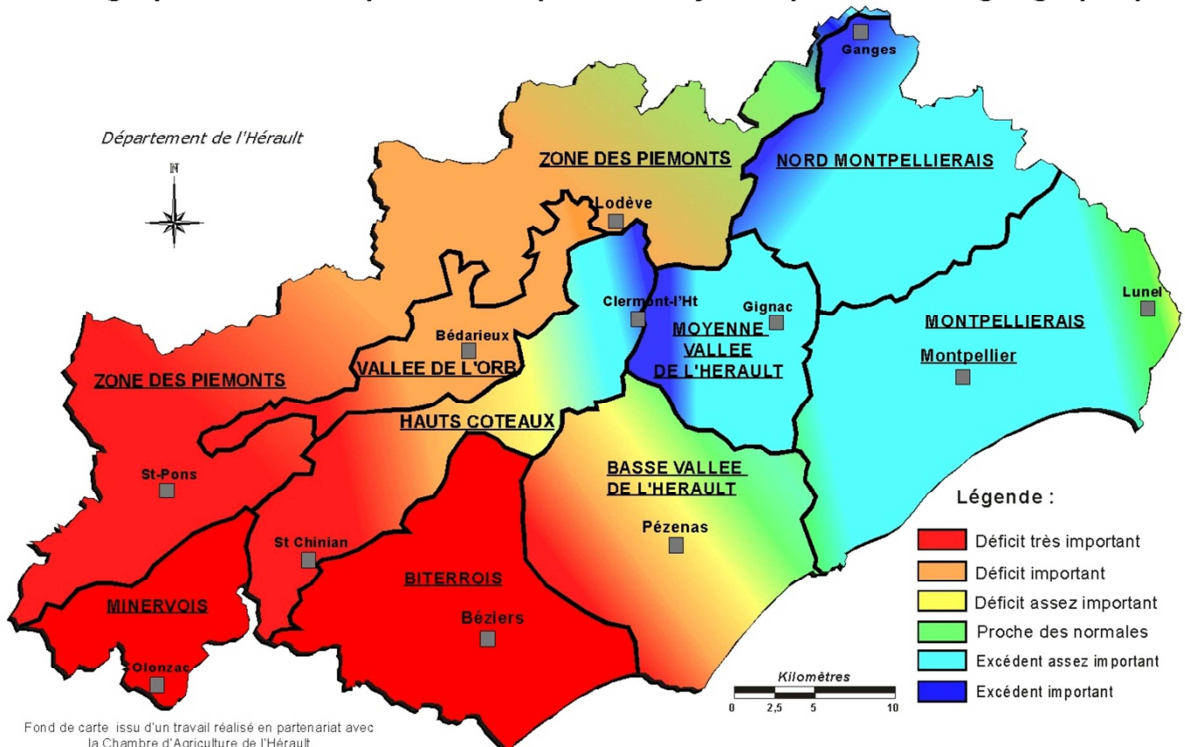 Département de l'Hérault
N
Ganges
ZONE DES PIEMONTS
NORD MONTPELLIERAIS
Lodève
Clermont-l'Ht
Gignac
Lunel
MOYENNE
VALLEE
DE L'HERAULT
MONTPELLIERAIS
Montpellier
Bédarieux
VALLEE DE L'ORB
ZONE DES PIEMONTS
HAUTS COTEAUX
St-Pons
BASSE VALLEE
DE L'HERAULT
Pézenas
St Chinian
BITERROIS
Béziers
MINERVOIS
Olonzac
Légende :
Déficit très important
Déficit important
Déficit assez important
Proche des normales
Excédent assez important
Excédent important
Kilomètres
0 2,5 5 10
Fond de carte issu d'un travail réalisé en partenariat avec
la Chambre d'Agriculture de l'Hérault